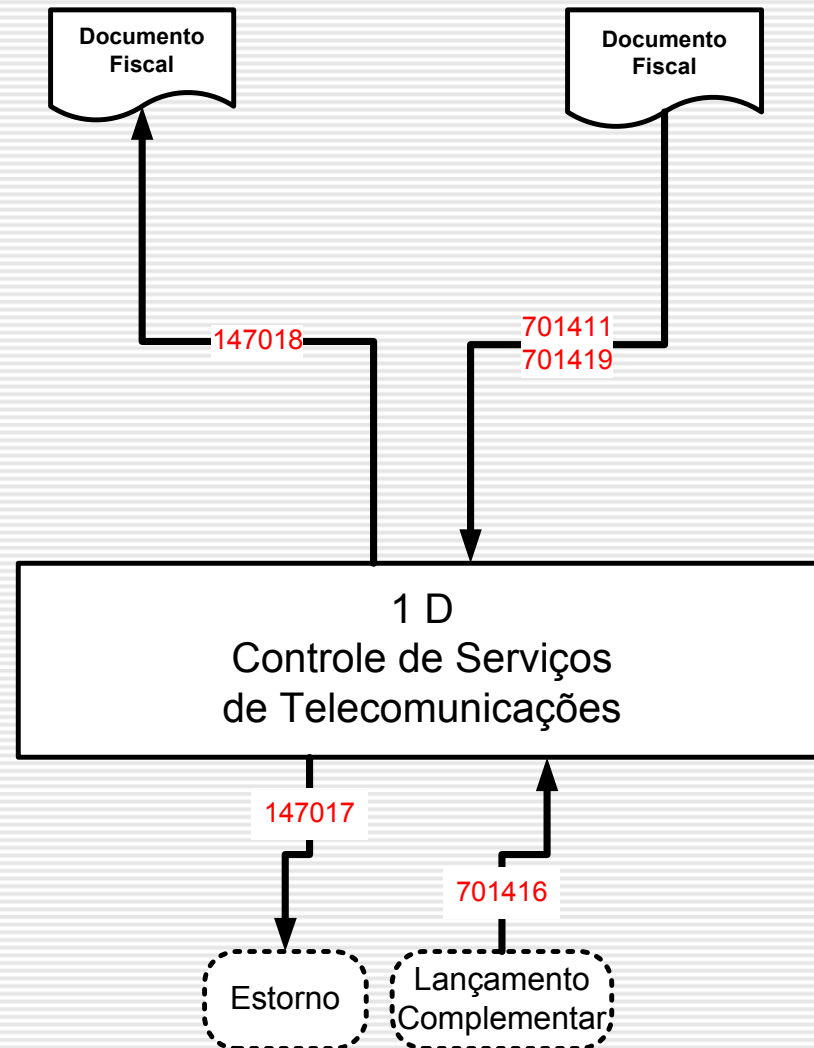 Documento
Fiscal
Documento
Fiscal
147018
701411
701419
1 D
Controle de Serviços
de Telecomunicações
147017
701416
Estorno
Lançamento
Complementar